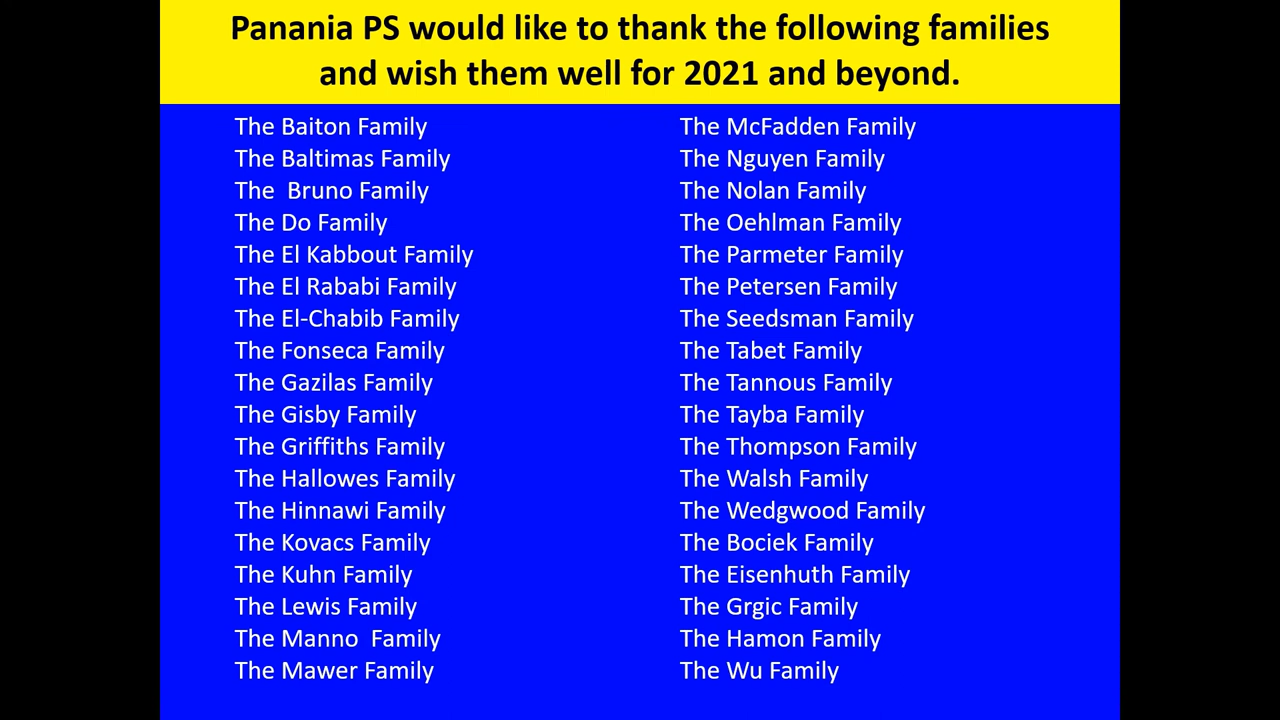 Panania PS would like to thank the following families
and wish them well for 2021 and beyond.
The Baiton Family
The Baltimas Family
The  Bruno Family
The Do Family
The El Kabbout Family
The El Rababi Family
The El-Chabib Family
The Fonseca Family
The Gazilas Family
The Gisby Family
The Griffiths Family
The Hallowes Family
The Hinnawi Family
The Kovacs Family
The Kuhn Family
The Lewis Family
The Manno  Family
The Mawer Family
The McFadden Family
The Nguyen Family
The Nolan Family
The Oehlman Family
The Parmeter Family
The Petersen Family
The Seedsman Family
The Tabet Family
The Tannous Family
The Tayba Family
The Thompson Family
The Walsh Family
The Wedgwood Family
The Bociek Family
The Eisenhuth Family
The Grgic Family
The Hamon Family
The Wu Family